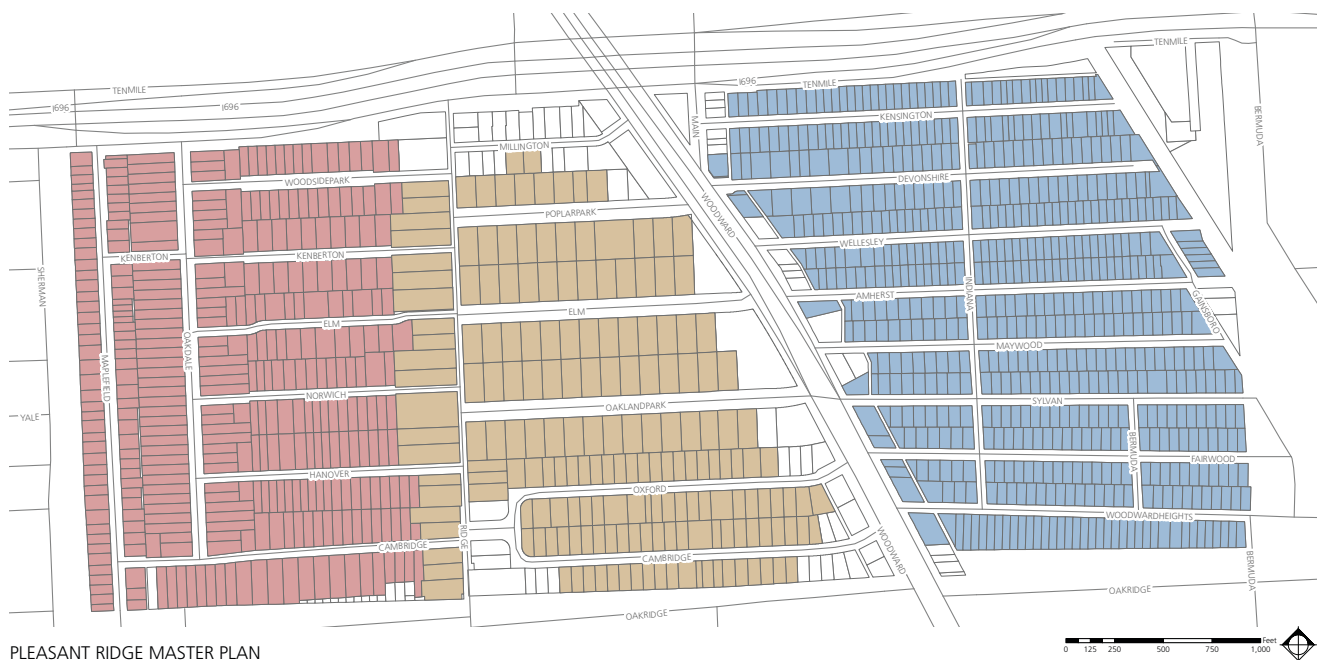 TENMILE
TENMILE
I696
TENMILE
I696
I696
MAIN
BERMUDA
KENSINGTON
MILLINGTON
WOODSIDEPARK
DEVONSHIRE
WOODWARD
POPLARPARK
WELLESLEY
KENBERTON
KENBERTON
SHERMAN
INDIANA
AMHERST
GAINSBORO
ELM
ELM
OAKDALE
MAPLEFIELD
MAYWOOD
NORWICH
OAKLANDPARK
SYLVAN
YALE
BERMUDA
FAIRWOOD
HANOVER
OXFORD
WOODWARDHEIGHTS
RIDGE
CAMBRIDGE
CAMBRIDGE
WOODWARD
BERMUDA
OAKRIDGE
OAKRIDGE
PLEASANT RIDGE MASTER PLAN
Feet
0 125 250 500 750 1,000